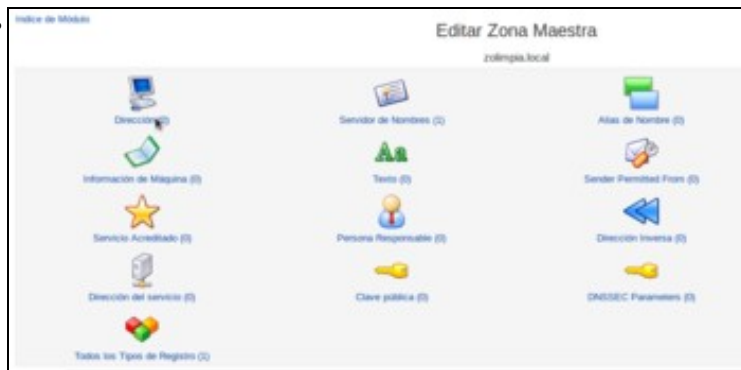 Indice de Módulo
Editar Zona Maestra
zolimpia.local
Dirección (0)
Servidor de Nombres (1)
Alias de Nombre (0)
Información de Máquina (0)
Texto (0)
Sender Permitted From (0)
Servicio Acreditado (0)
Persona Responsable (0)
Dirección Inversa (0)
Dirección del servicio (0)
Clave pública (0)
DNSSEC Parameters (0)
Todos los Tipos de Registro (1)